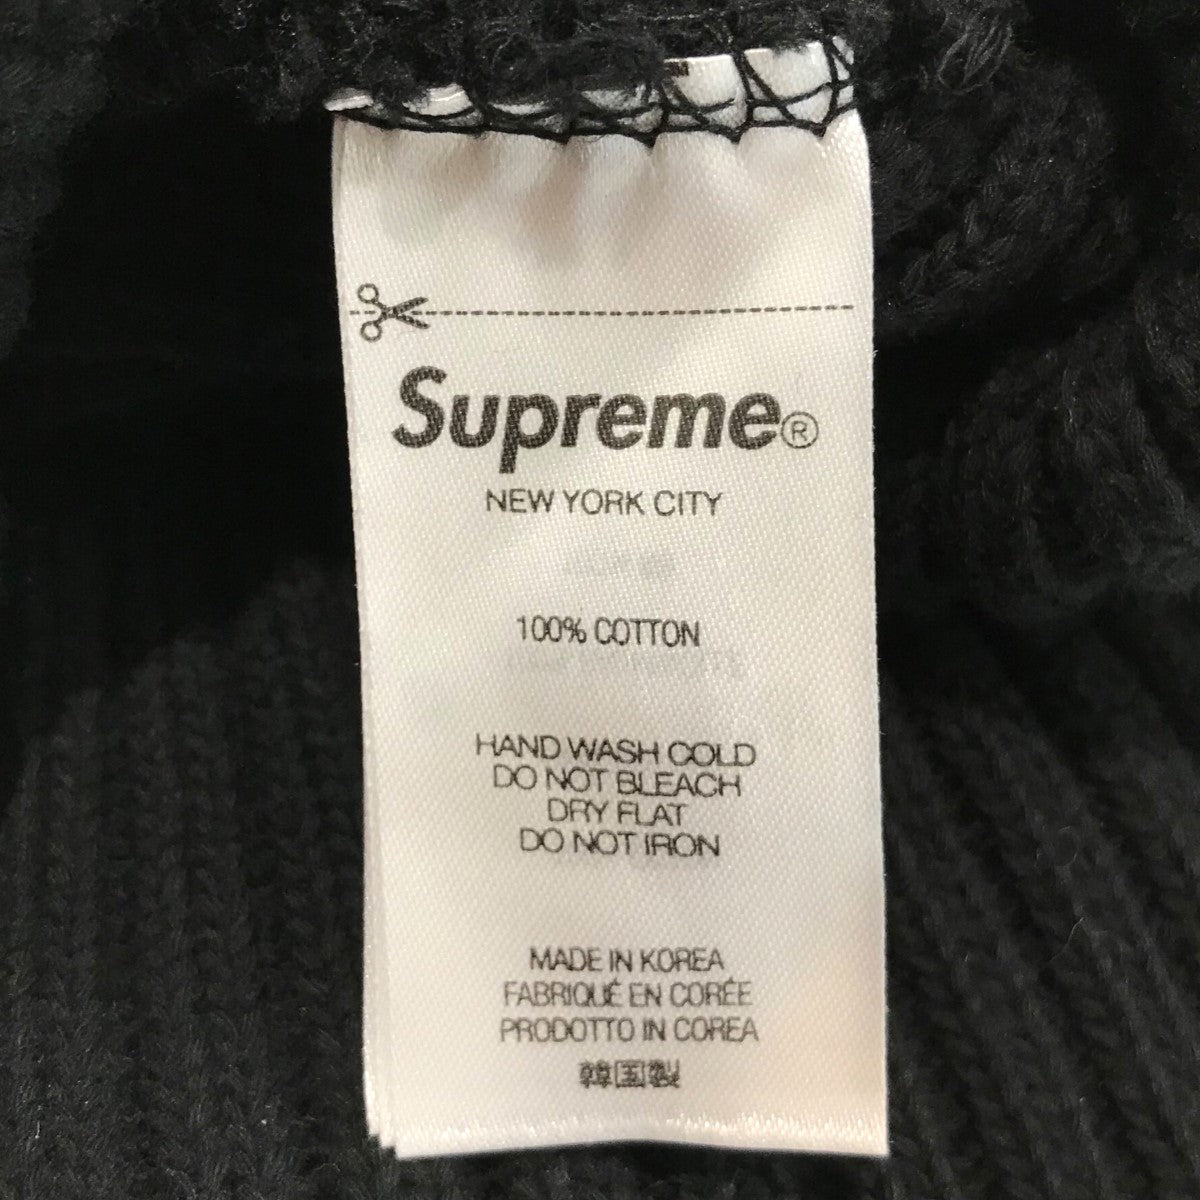 Supreme®
NEW YORK CITY
100% COTTON
HAND WASH COLD
DO NOT BLEACH
DRY FLAT
DO NOT IRON
MADE IN KOREA
FABRIQUÉ EN CORÉE
PRODOTTO IN COREA
韓国製